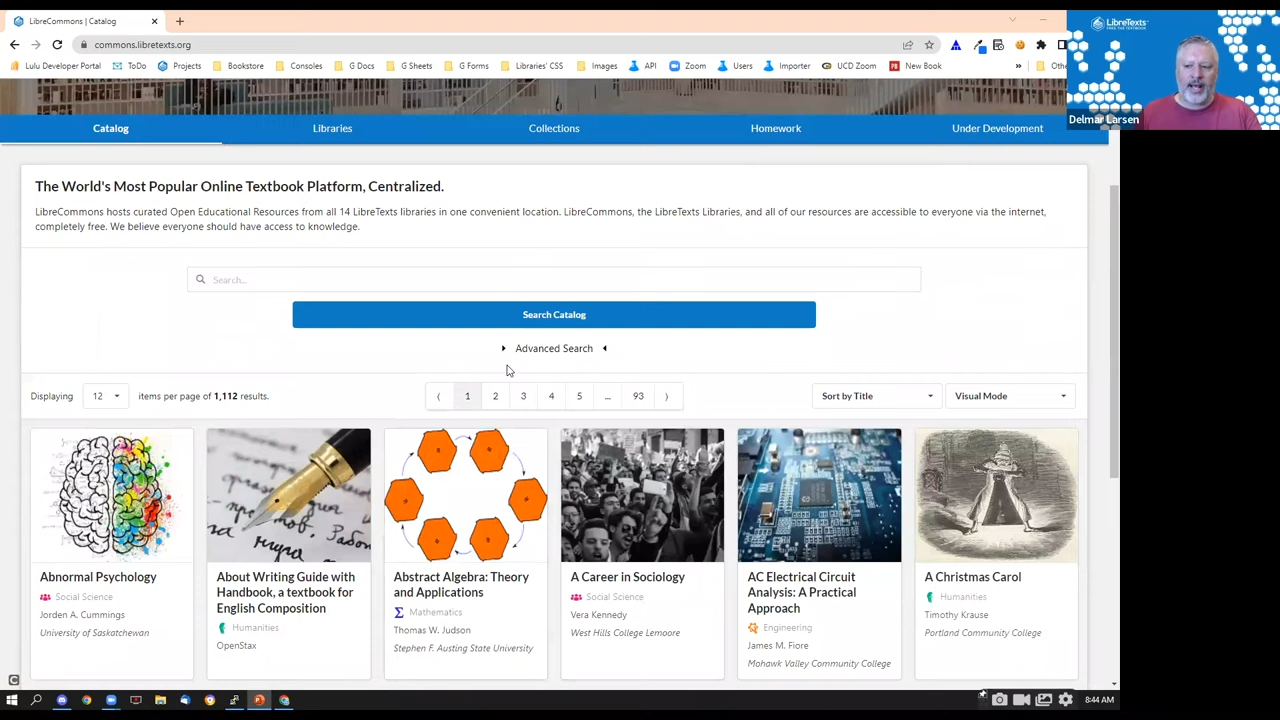 LibreCommons | Catalog
LibreTexts
FREE THE TEXTBOOK
commons.libretexts.org
Lulu Developer Portal ToDo Projects Bookstore Consoles G Docs G Sheets G Forms Libraries' CSS Images API Zoom Users Importer UCD Zoom New Book » Othe
Delmar Larsen
Catalog Libraries Collections Homework Under Development
The World's Most Popular Online Textbook Platform, Centralized.
LibreCommons hosts curated Open Educational Resources from all 14 LibreTexts libraries in one convenient location. LibreCommons, the LibreTexts Libraries, and all of our resources are accessible to everyone via the internet,
completely free. We believe everyone should have access to knowledge.
Search...
Search Catalog
Advanced Search
Displaying 12 items per page of 1,112 results. ⟨ 1 2 3 4 5 ... 93 ⟩ Sort by Title Visual Mode
Abnormal Psychology
Social Science
Jorden A. Cummings
University of Saskatchewan
About Writing Guide with
Handbook, a textbook for
English Composition
Humanities
OpenStax
Abstract Algebra: Theory
and Applications
Mathematics
Thomas W. Judson
Stephen F. Austing State University
A Career in Sociology
Social Science
Vera Kennedy
West Hills College Lemoore
AC Electrical Circuit
Analysis: A Practical
Approach
Engineering
James M. Fiore
Mohawk Valley Community College
A Christmas Carol
Humanities
Timothy Krause
Portland Community College
8:44 AM